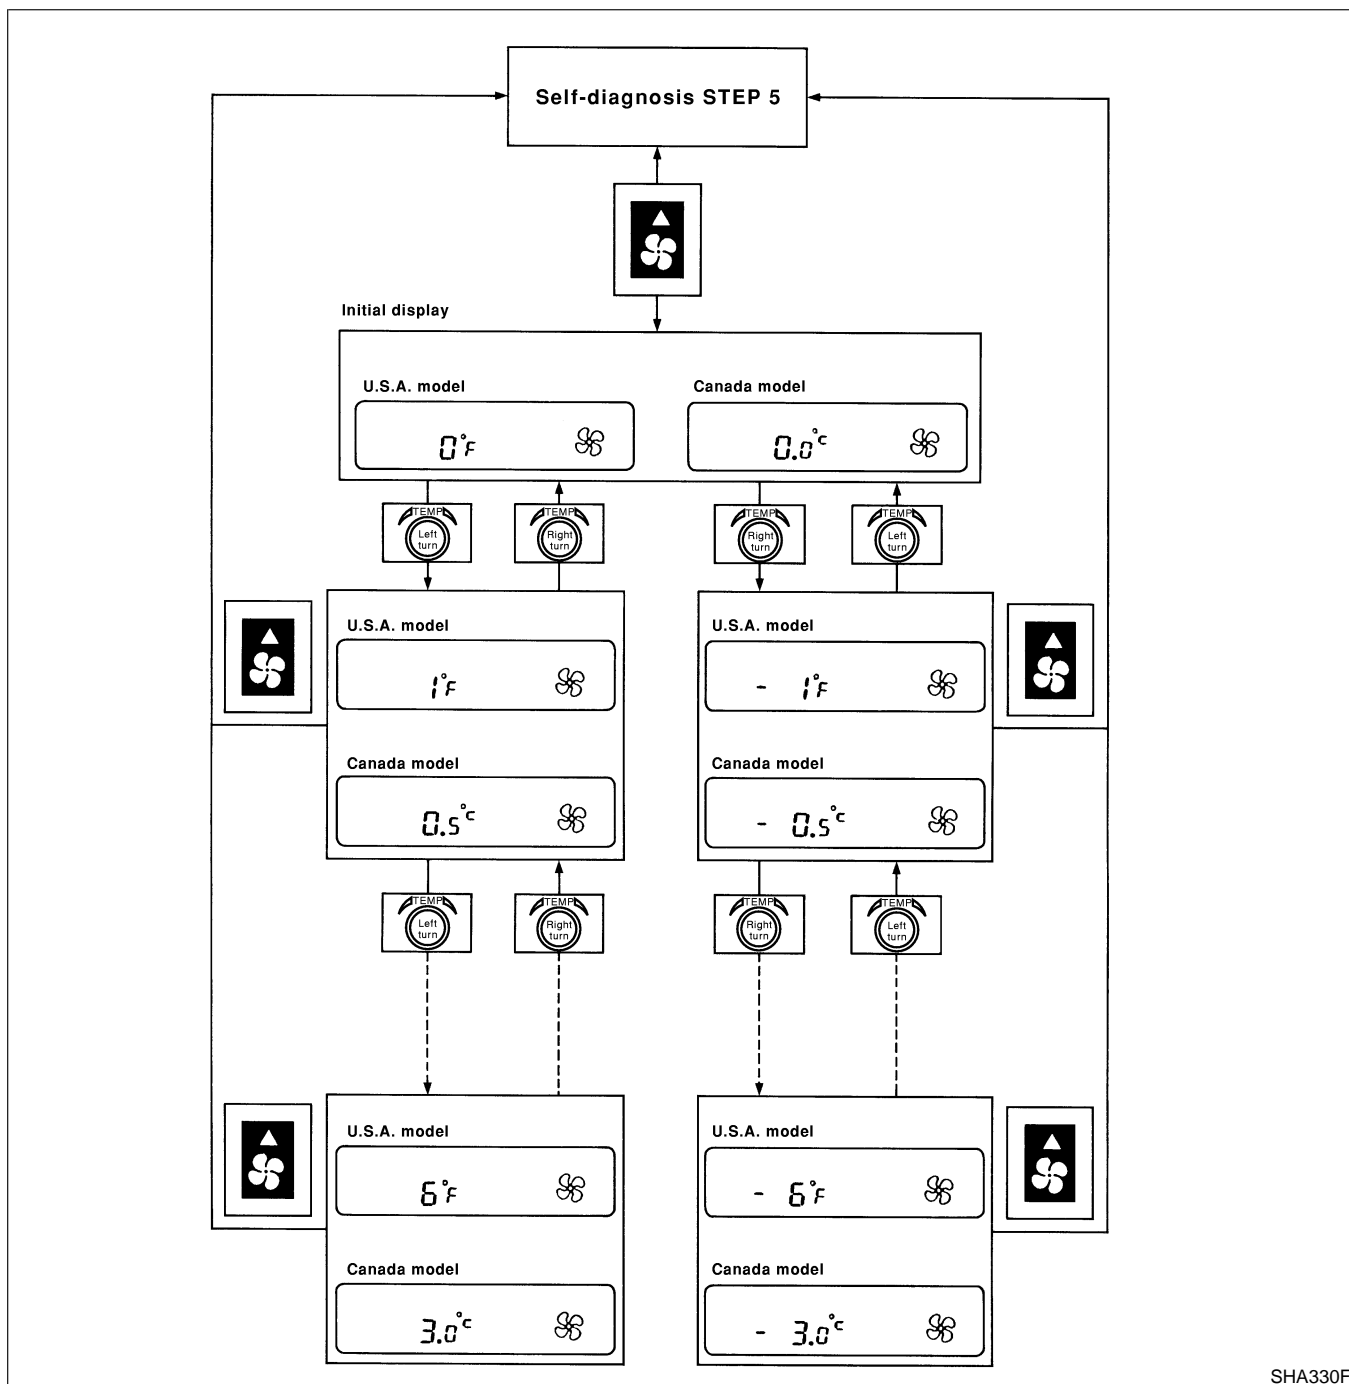 Self-diagnosis STEP 5
Initial display
U.S.A. model
Canada model
0°F
0.0°C
TEMP
Left
turn
TEMP
Right
turn
TEMP
Right
turn
TEMP
Left
turn
U.S.A. model
1°F
Canada model
0.5°C
U.S.A. model
- 1°F
Canada model
- 0.5°C
TEMP
Left
turn
TEMP
Right
turn
TEMP
Right
turn
TEMP
Left
turn
U.S.A. model
6°F
Canada model
3.0°C
U.S.A. model
- 6°F
Canada model
- 3.0°C
SHA330F